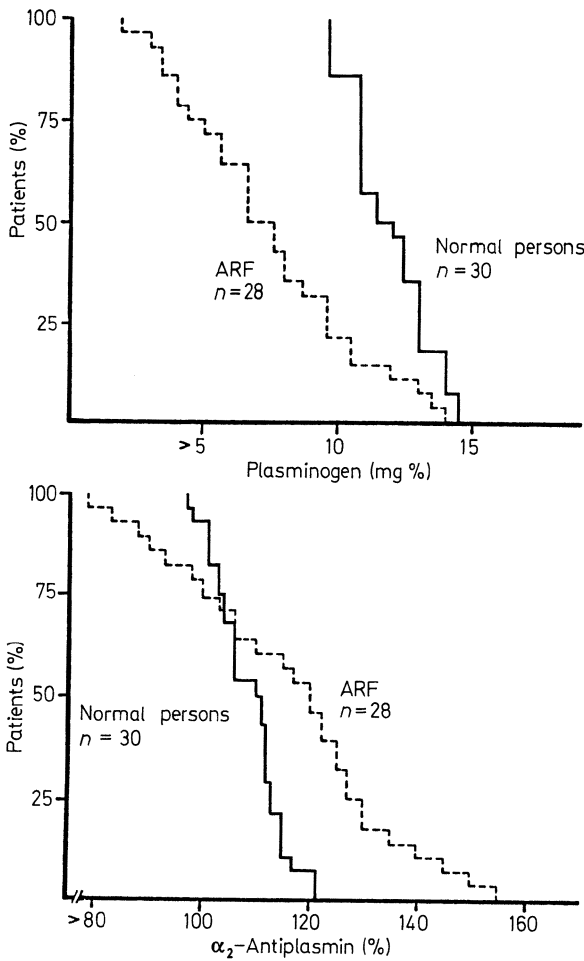 100
75
50
25
Patients (%)
ARF
n=28
Normal persons
n = 30
>5
10
15
Plasminogen (mg %)
100
75
50
25
Patients (%)
Normal persons
n = 30
ARF
n=28
>80
100
120
140
160
α₂-Antiplasmin (%)